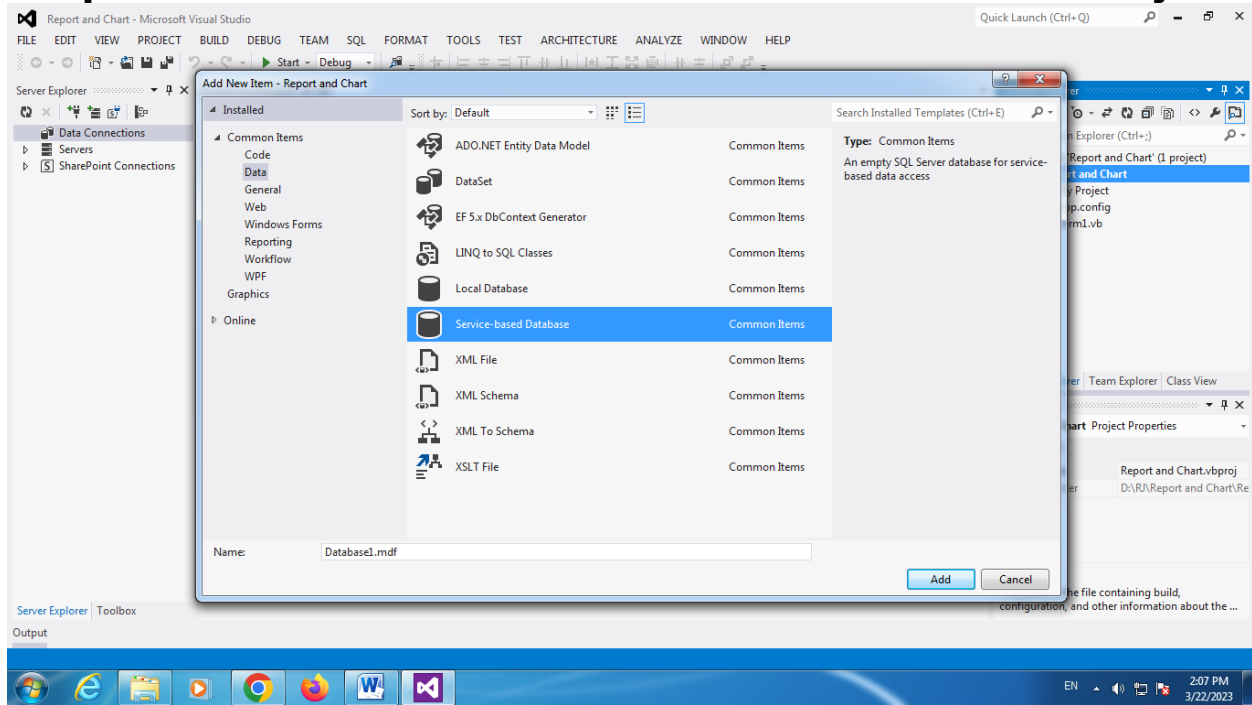 Report and Chart - Microsoft Visual Studio
Quick Launch (Ctrl+Q)
FILE EDIT VIEW PROJECT BUILD DEBUG TEAM SQL FORMAT TOOLS TEST ARCHITECTURE ANALYZE WINDOW HELP
Start Debug
Server Explorer
Data Connections
Servers
SharePoint Connections
Add New Item - Report and Chart
Installed
Common Items
Code
Data
General
Web
Windows Forms
Reporting
Workflow
WPF
Graphics
Online
Sort by: Default
Search Installed Templates (Ctrl+E)
ADO.NET Entity Data Model Common Items
DataSet Common Items
EF 5.x DbContext Generator Common Items
LINQ to SQL Classes Common Items
Local Database Common Items
Service-based Database Common Items
XML File Common Items
XML Schema Common Items
XML To Schema Common Items
XSLT File Common Items
Type: Common Items
An empty SQL Server database for service-
based data access
Name: Database1.mdf
Add Cancel
Explorer (Ctrl+;)
'Report and Chart' (1 project)
and Chart
Project
Team Explorer Class View
Project Properties
Report and Chart.vbproj
D:\RJ\Report and Chart\Re
file containing build,
configuration, and other information about the ...
Server Explorer Toolbox
Output
EN
2:07 PM
3/22/2023